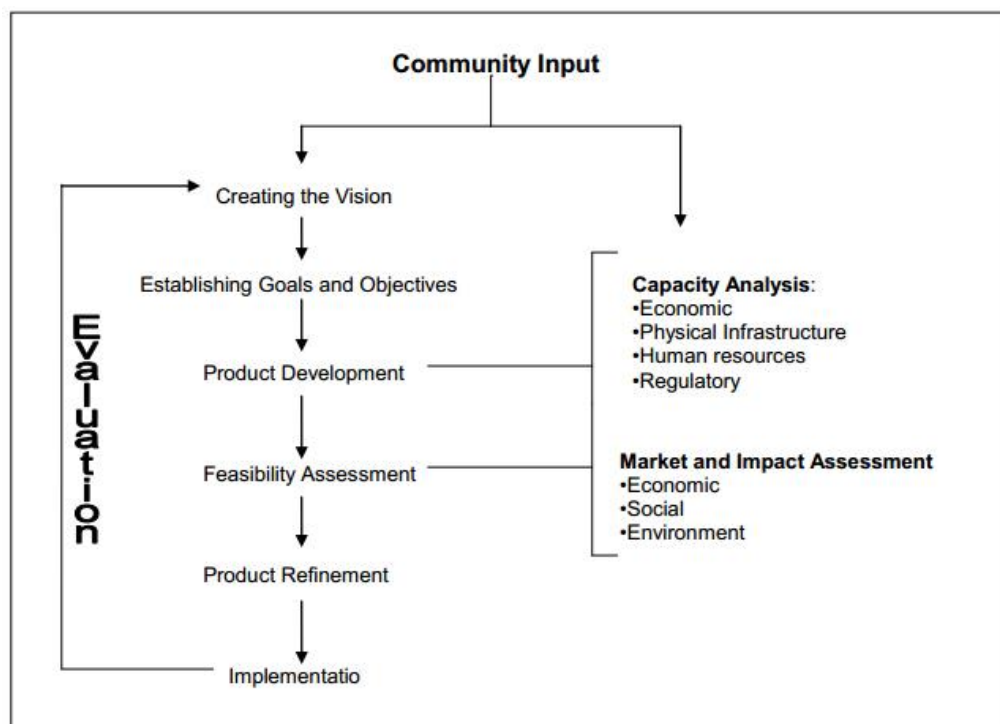 Community Input
Creating the Vision
Establishing Goals and Objectives
Product Development
Feasibility Assessment
Product Refinement
Implementatio
Evaluation
Capacity Analysis:
•Economic
•Physical Infrastructure
•Human resources
•Regulatory
Market and Impact Assessment
•Economic
•Social
•Environment